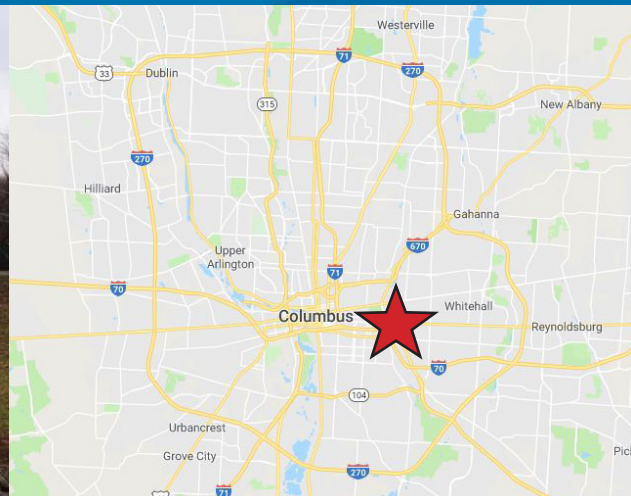 Westerville
71
270
33
Dublin
315
New Albany
270
Hilliard
Gahanna
670
Upper
Arlington
71
70
Whitehall
Columbus
Reynoldsburg
70
104
Urbancrest
Grove City
270
71